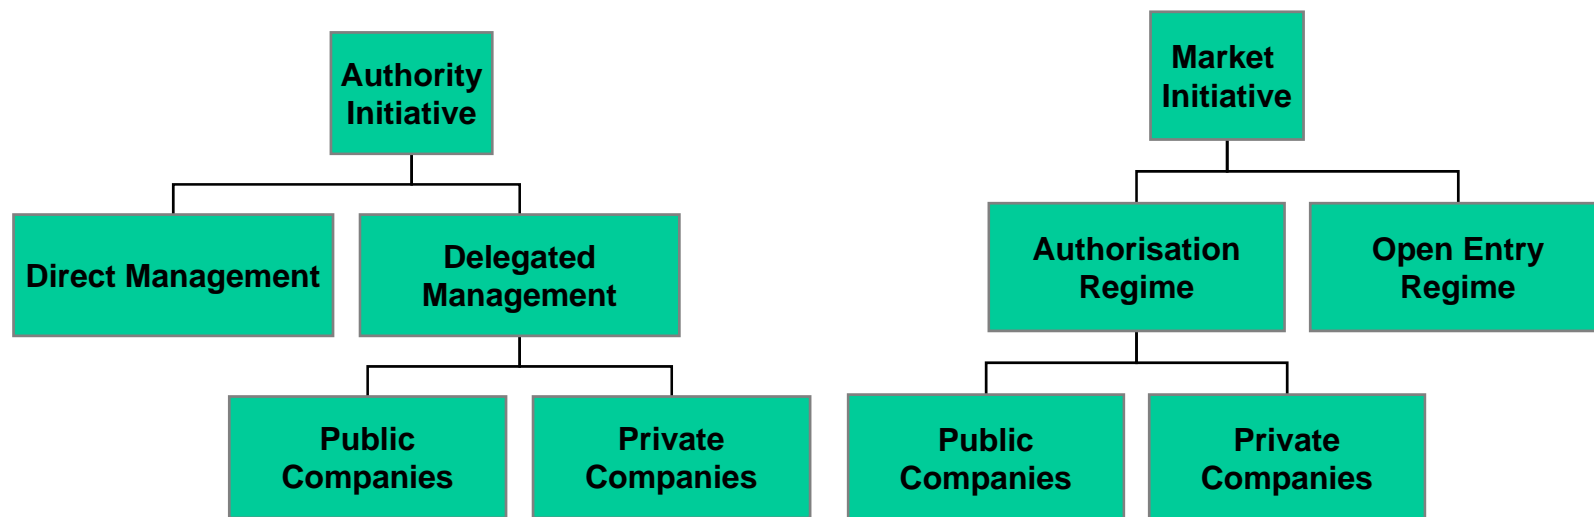 Authority
Initiative
Market
Initiative
Direct Management
Delegated
Management
Authorisation
Regime
Open Entry
Regime
Public
Companies
Private
Companies
Public
Companies
Private
Companies